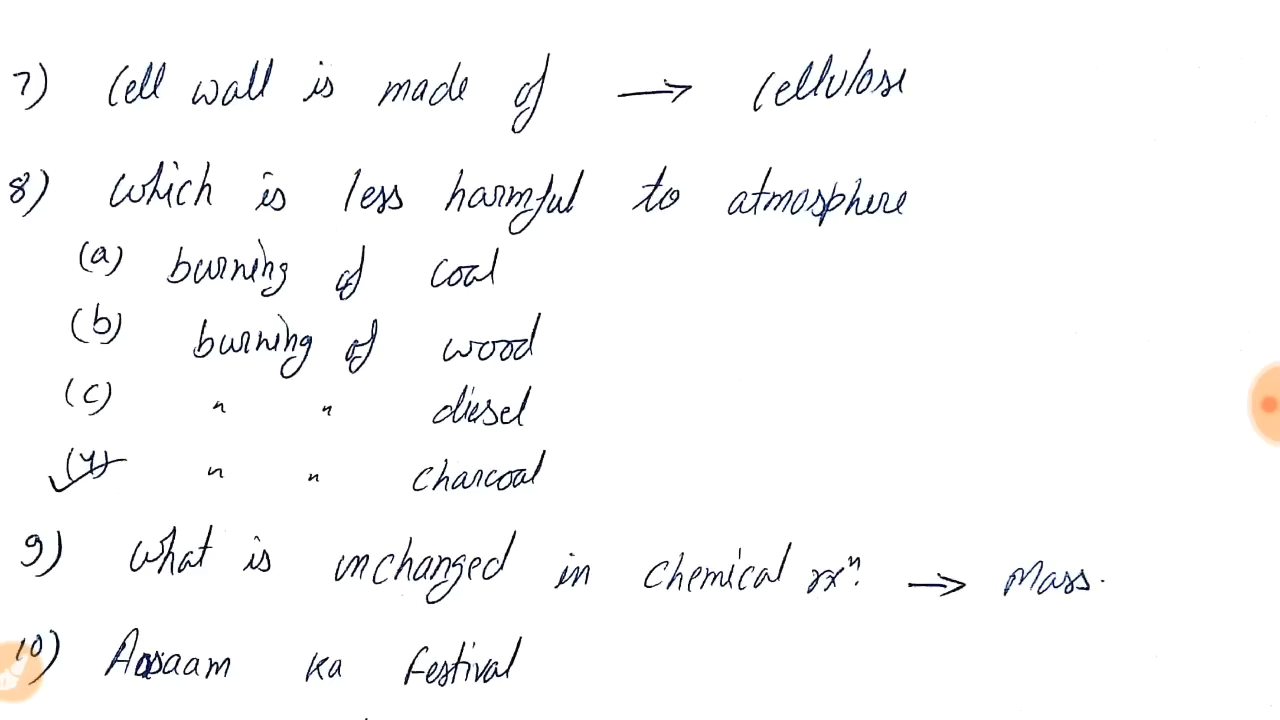 7) Cell wall is made of → Cellulose
8) Which is less harmful to atmosphere
(a) burning of coal
(b) burning of wood
(c) " " diesel
(4) " " charcoal
9) What is unchanged in chemical rxⁿ. → Mass.
10) Assaam ka festival